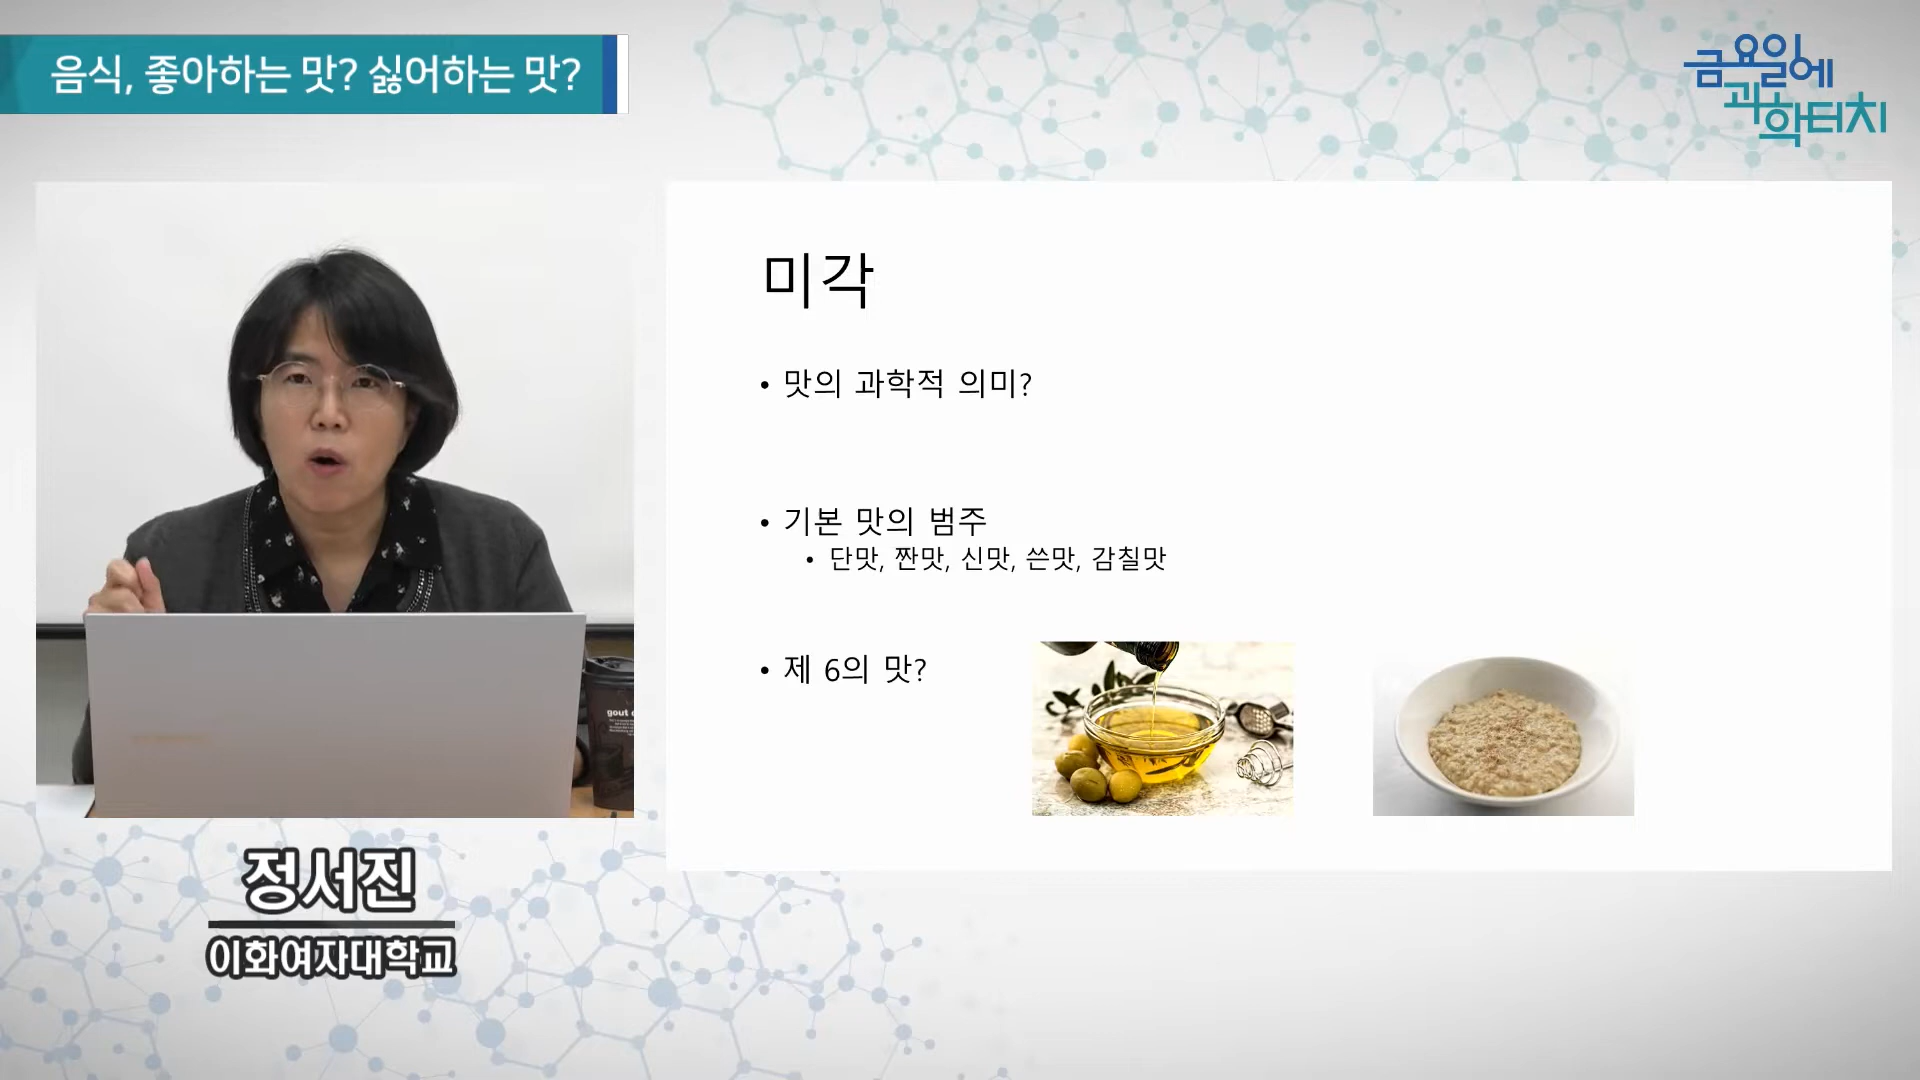 음식, 좋아하는 맛? 싫어하는 맛?
금요일에
과학터치
미각
• 맛의 과학적 의미?
• 기본 맛의 범주
• 단맛, 짠맛, 신맛, 쓴맛, 감칠맛
• 제 6의 맛?
gout
정서진
이화여자대학교